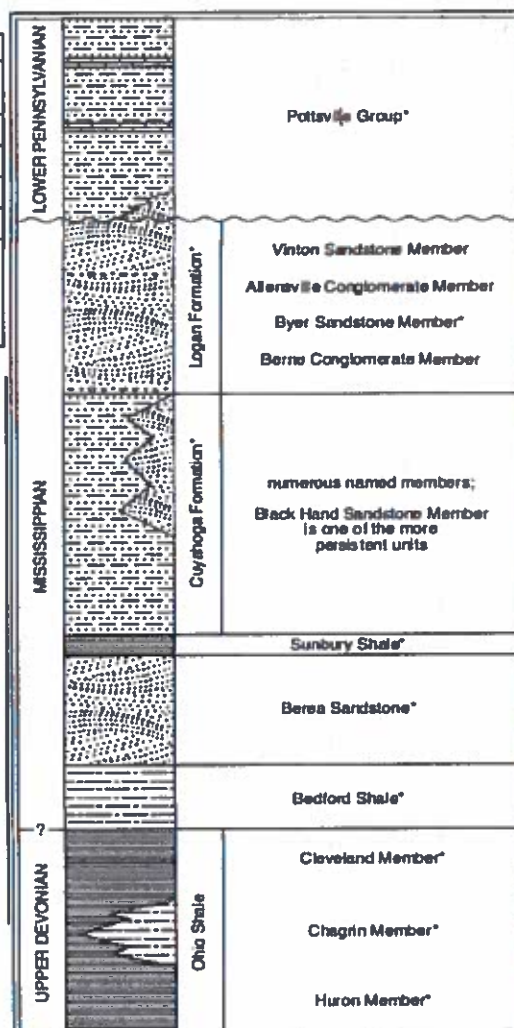 LOWER PENNSYLVANIAN
Pottsville Group*
MISSISSIPPIAN
Logan Formation*
Vinton Sandstone Member
Allensville Conglomerate Member
Byer Sandstone Member*
Berne Conglomerate Member
Cuyahoga Formation*
numerous named members;
Black Hand Sandstone Member
is one of the more
persistent units
Sunbury Shale*
Berea Sandstone*
Bedford Shale*
?
UPPER DEVONIAN
Ohio Shale
Cleveland Member*
Chagrin Member*
Huron Member*